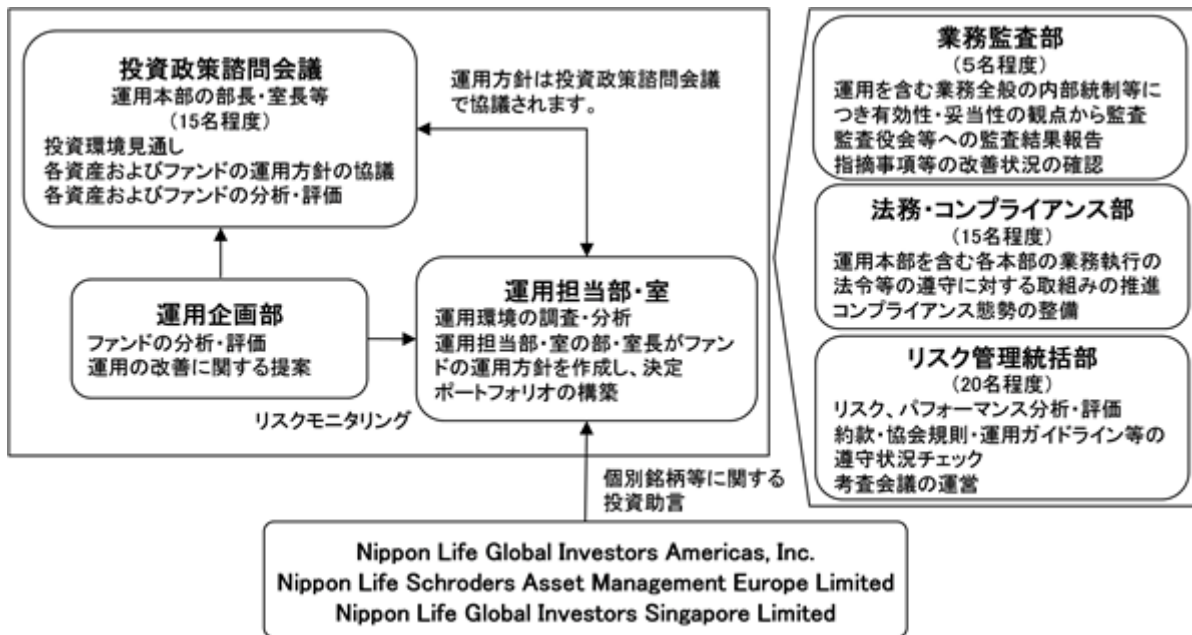 投資政策諮問会議
運用本部の部長・室長等
(15名程度)
投資環境見通し
各資産およびファンドの運用方針の協議
各資産およびファンドの分析・評価
運用方針は投資政策諮問会議
で協議されます。
運用企画部
ファンドの分析・評価
運用の改善に関する提案
リスクモニタリング
運用担当部・室
運用環境の調査・分析
運用担当部・室の部・室長がファン
ドの運用方針を作成し、決定
ポートフォリオの構築
個別銘柄等に関する
投資助言
Nippon Life Global Investors Americas, Inc.
Nippon Life Schroders Asset Management Europe Limited
Nippon Life Global Investors Singapore Limited
業務監査部
(5名程度)
運用を含む業務全般の内部統制等に
つき有効性・妥当性の観点から監査
監査役会等への監査結果報告
指摘事項等の改善状況の確認
法務・コンプライアンス部
(15名程度)
運用本部を含む各本部の業務執行の
法令等の遵守に対する取組みの推進
コンプライアンス態勢の整備
リスク管理統括部
(20名程度)
リスク、パフォーマンス分析・評価
約款・協会規則・運用ガイドライン等の
遵守状況チェック
考査会議の運営